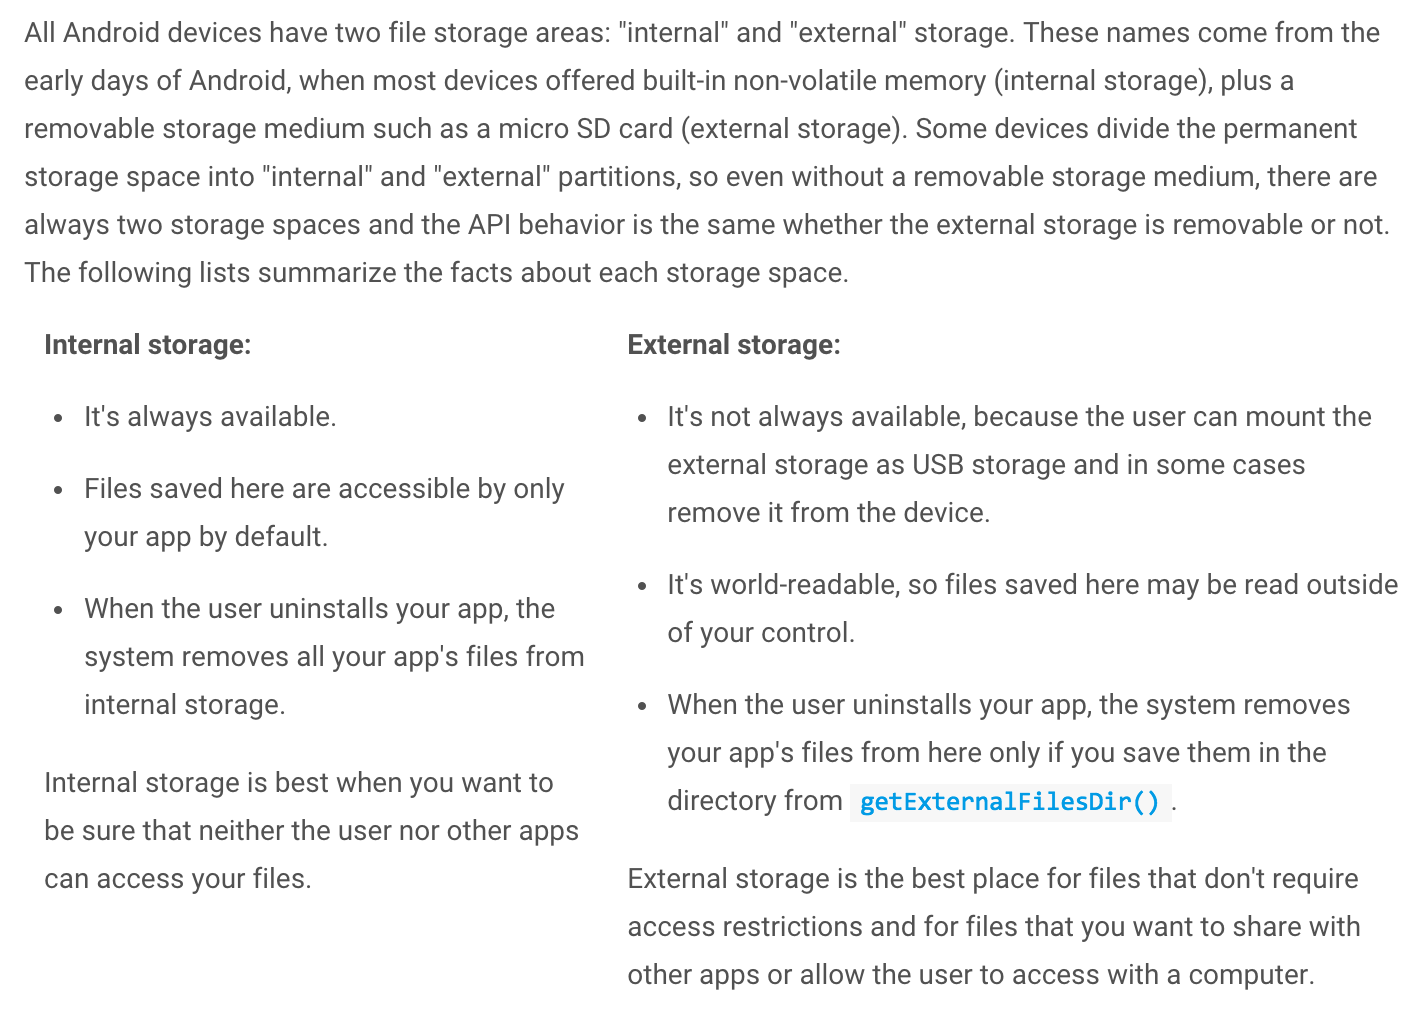 All Android devices have two file storage areas: "internal" and "external" storage. These names come from the
early days of Android, when most devices offered built-in non-volatile memory (internal storage), plus a
removable storage medium such as a micro SD card (external storage). Some devices divide the permanent
storage space into "internal" and "external" partitions, so even without a removable storage medium, there are
always two storage spaces and the API behavior is the same whether the external storage is removable or not.
The following lists summarize the facts about each storage space.
Internal storage:
• It's always available.
• Files saved here are accessible by only
your app by default.
• When the user uninstalls your app, the
system removes all your app's files from
internal storage.
Internal storage is best when you want to
be sure that neither the user nor other apps
can access your files.
External storage:
• It's not always available, because the user can mount the
external storage as USB storage and in some cases
remove it from the device.
• It's world-readable, so files saved here may be read outside
of your control.
• When the user uninstalls your app, the system removes
your app's files from here only if you save them in the
directory from getExternalFilesDir() .
External storage is the best place for files that don't require
access restrictions and for files that you want to share with
other apps or allow the user to access with a computer.